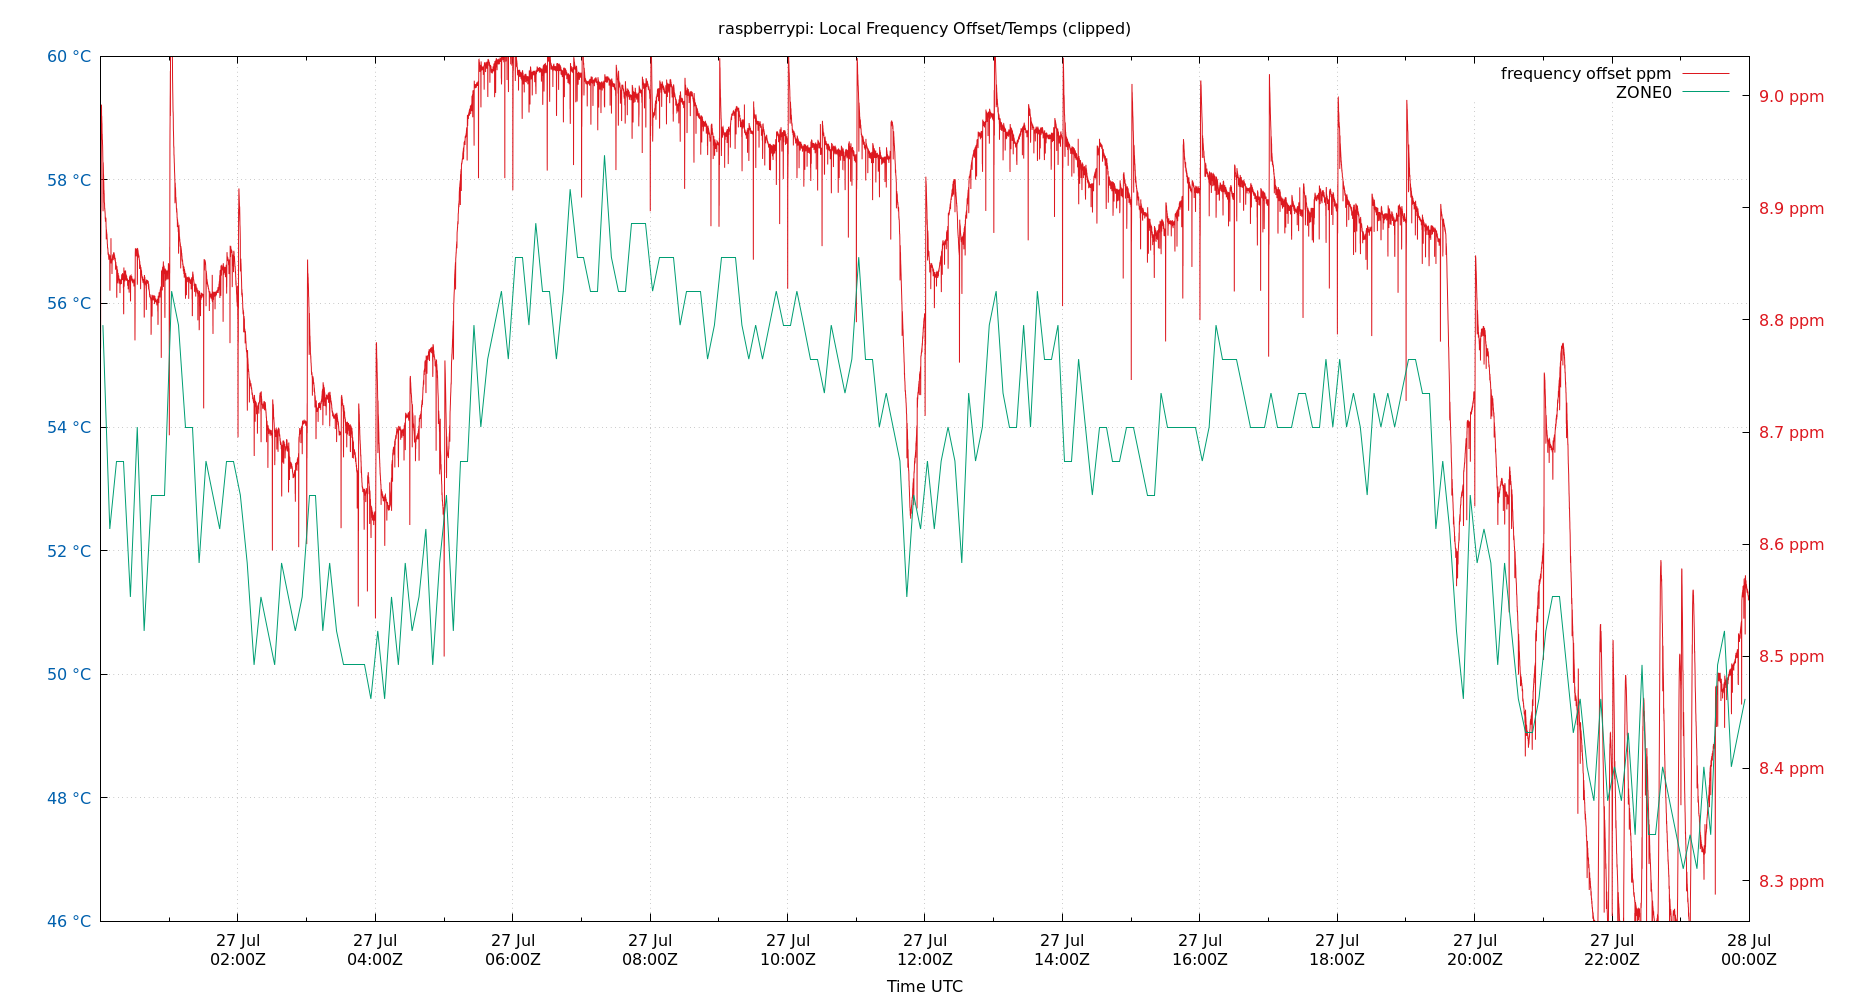 raspberrypi: Local Frequency Offset/Temps (clipped)
60 °C
58 °C
56 °C
54 °C
52 °C
50 °C
48 °C
46 °C
frequency offset ppm
ZONE0
9.0 ppm
8.9 ppm
8.8 ppm
8.7 ppm
8.6 ppm
8.5 ppm
8.4 ppm
8.3 ppm
27 Jul
02:00Z
27 Jul
04:00Z
27 Jul
06:00Z
27 Jul
08:00Z
27 Jul
10:00Z
27 Jul
12:00Z
27 Jul
14:00Z
27 Jul
16:00Z
27 Jul
18:00Z
27 Jul
20:00Z
27 Jul
22:00Z
28 Jul
00:00Z
Time UTC